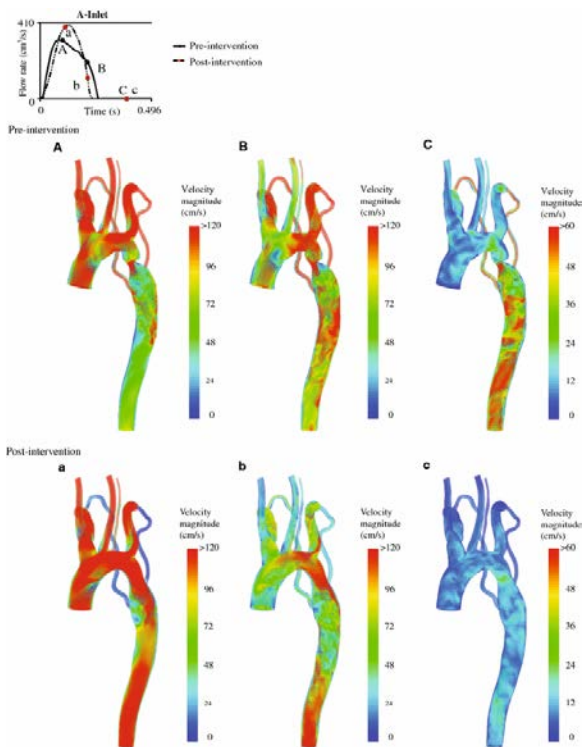 A-Inlet
410
Flow rate (cm³/s)
a
A
B
b
C c
0
0
Time (s)
0.496
Pre-intervention
Post-intervention
Pre-intervention
A
B
C
Velocity
magnitude
(cm/s)
>120
96
72
48
24
0
Velocity
magnitude
(cm/s)
>120
96
72
48
24
0
Velocity
magnitude
(cm/s)
>60
48
36
24
12
0
Post-intervention
a
b
c
Velocity
magnitude
(cm/s)
>120
96
72
48
24
0
Velocity
magnitude
(cm/s)
>120
96
72
48
24
0
Velocity
magnitude
(cm/s)
>60
48
36
24
12
0